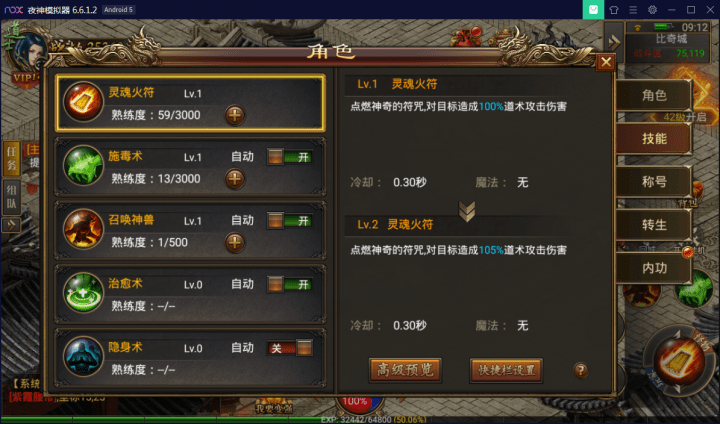 nox 夜神模拟器 6.6.1.2 Android 5
角色
09:12
比奇城
75,119
道士
VIP
42级开启
任务
组队
灵魂火符 Lv.1
熟练度：59/3000
施毒术 Lv.1 自动 开
熟练度：13/3000
召唤神兽 Lv.1 自动 开
熟练度：1/500
治愈术 Lv.0 自动 开
熟练度：--/--
隐身术 Lv.0 自动 关
熟练度：--/--
Lv.1 灵魂火符
点燃神奇的符咒,对目标造成100%道术攻击伤害
冷却： 0.30秒 魔法： 无
Lv.2 灵魂火符
点燃神奇的符咒,对目标造成105%道术攻击伤害
冷却： 0.30秒 魔法： 无
高级预览 快捷栏设置 ?
角色
技能
称号
转生
内功
【系统
我要变强
100%
EXP: 32442/64800 (50.06%)